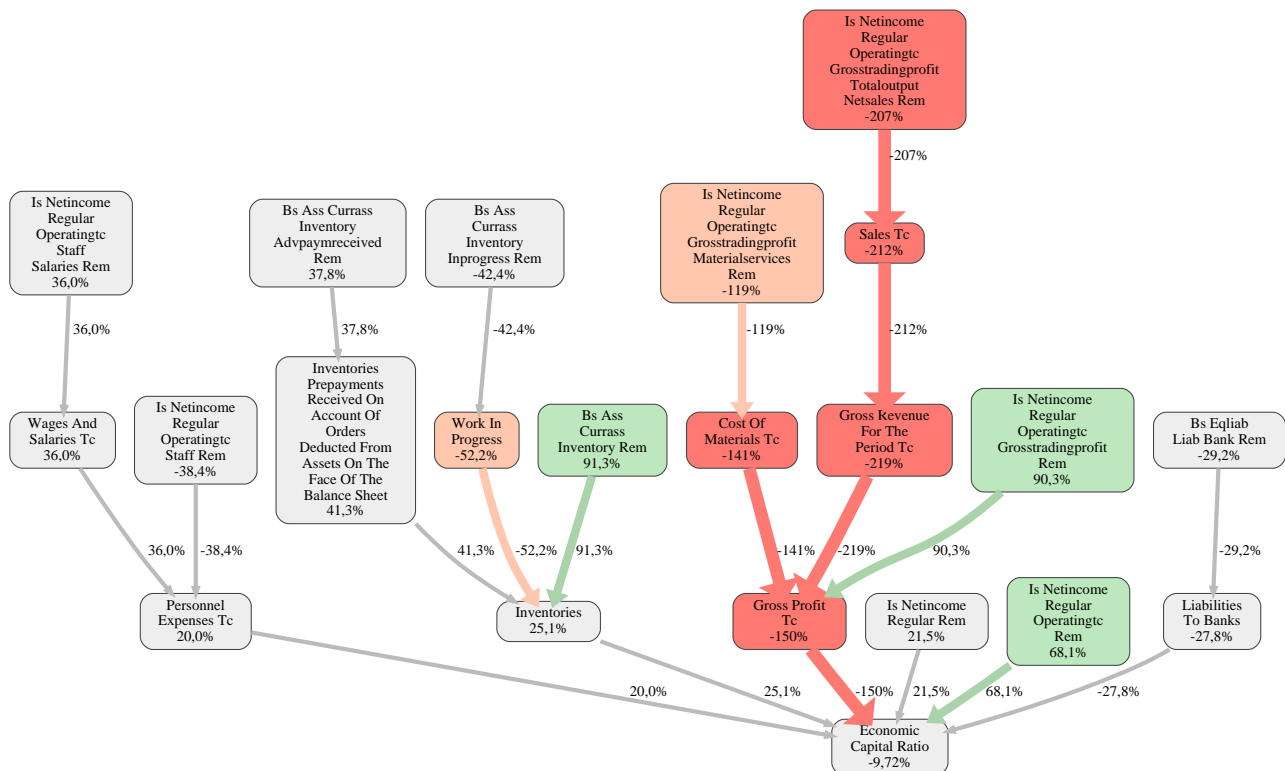 Is Netincome
Regular
Operatingtc
Grosstradingprofit
Totaloutput
Netsales Rem
-207%
-207%
Is Netincome
Regular
Operatingtc
Staff
Salaries Rem
36,0%
Bs Ass Currass
Inventory
Advpaymreceived
Rem
37,8%
Bs Ass
Currass
Inventory
Inprogress Rem
-42,4%
Is Netincome
Regular
Operatingtc
Grosstradingprofit
Materialservices
Rem
-119%
Sales Tc
-212%
36,0%
37,8%
-42,4%
-119%
-212%
Wages And
Salaries Tc
36,0%
Is Netincome
Regular
Operatingtc
Staff Rem
-38,4%
Inventories
Prepayments
Received On
Account Of
Orders
Deducted From
Assets On The
Face Of The
Balance Sheet
41,3%
Work In
Progress
-52,2%
Bs Ass
Currass
Inventory Rem
91,3%
Cost Of
Materials Tc
-141%
Gross Revenue
For The
Period Tc
-219%
Is Netincome
Regular
Operatingtc
Grosstradingprofit
Rem
90,3%
Bs Eqliab
Liab Bank Rem
-29,2%
36,0%
-38,4%
41,3%
-52,2%
91,3%
-141%
-219%
90,3%
-29,2%
Personnel
Expenses Tc
20,0%
Inventories
25,1%
Gross Profit
Tc
-150%
Is Netincome
Regular Rem
21,5%
Is Netincome
Regular
Operatingtc
Rem
68,1%
Liabilities
To Banks
-27,8%
20,0%
25,1%
-150%
21,5%
68,1%
-27,8%
Economic
Capital Ratio
-9,72%